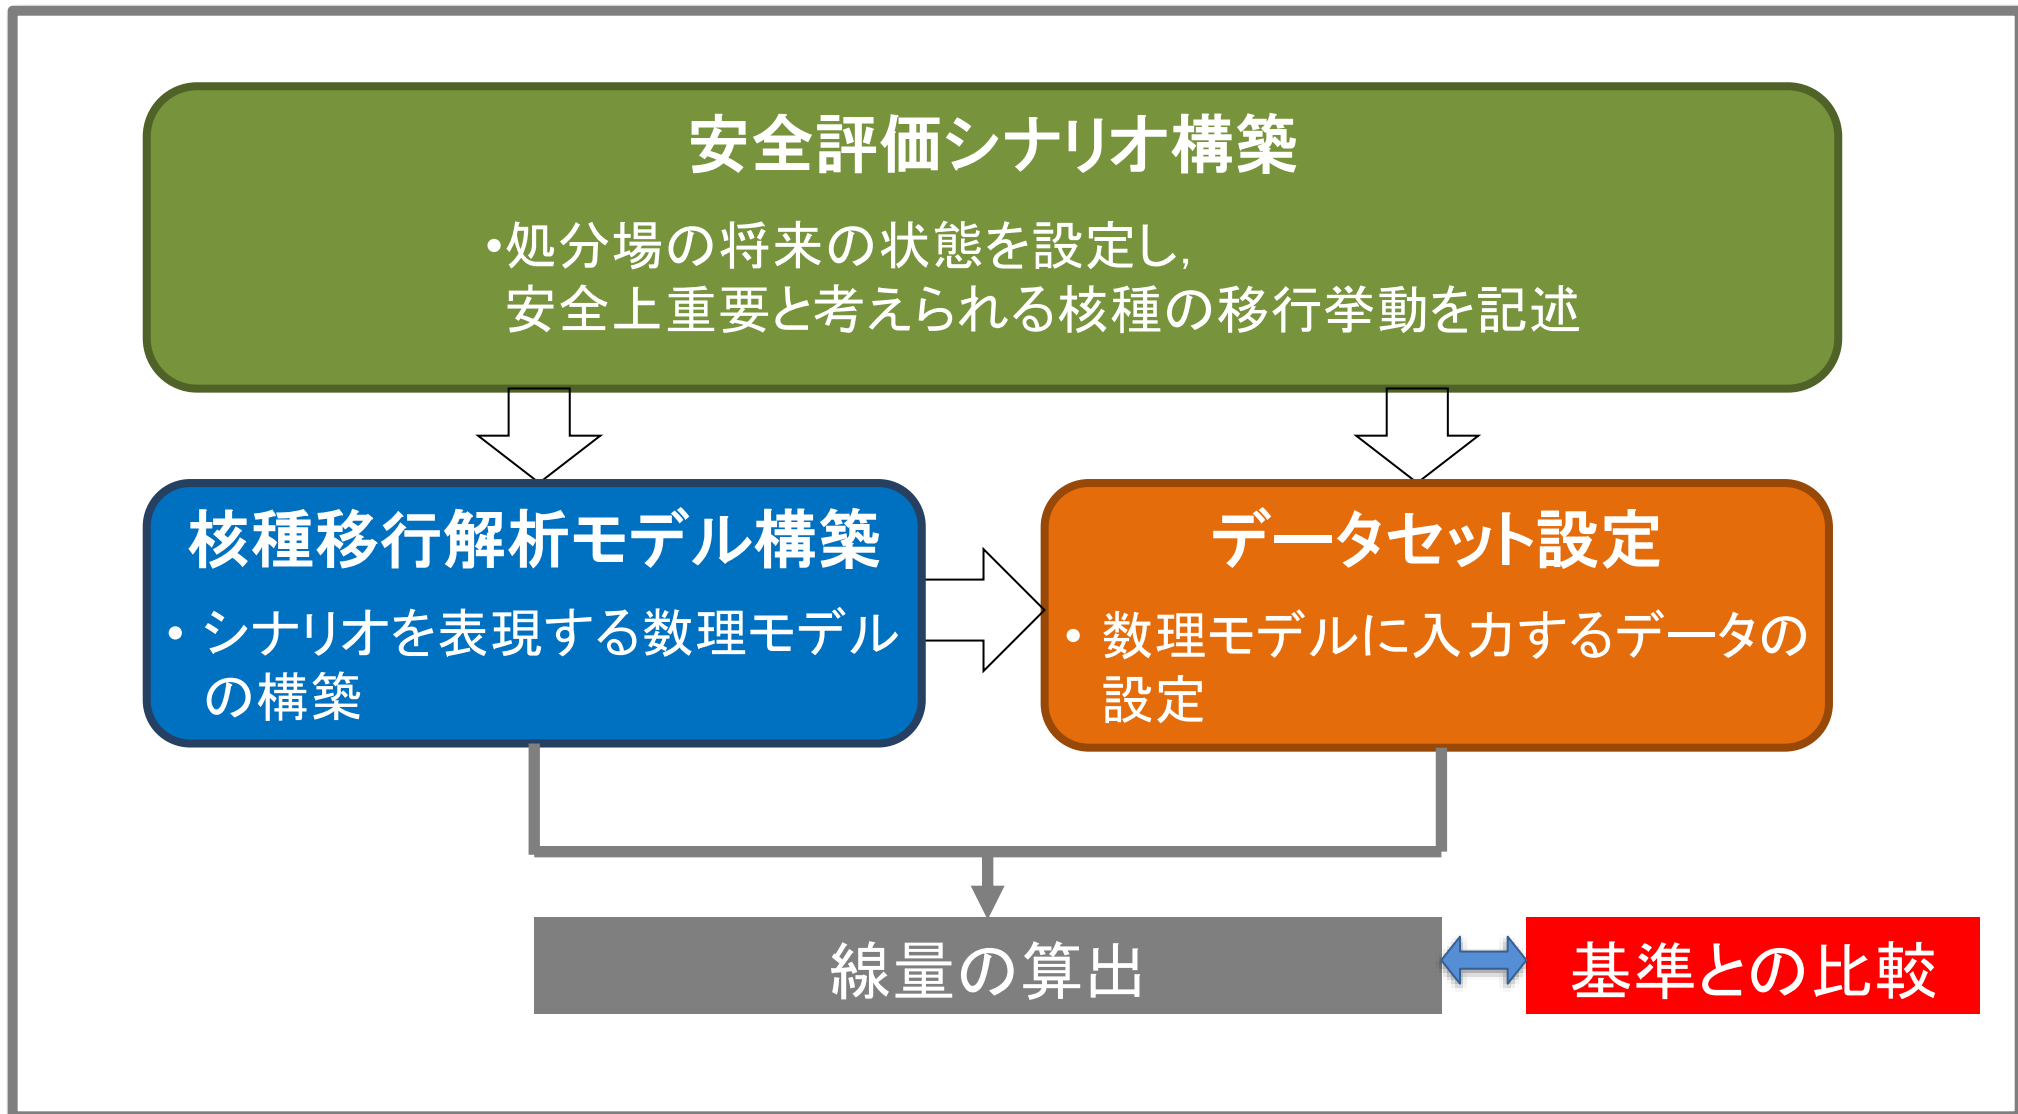 安全評価シナリオ構築
•処分場の将来の状態を設定し,
安全上重要と考えられる核種の移行挙動を記述
核種移行解析モデル構築
• シナリオを表現する数理モデル
の構築
データセット設定
• 数理モデルに入力するデータの
設定
線量の算出
基準との比較